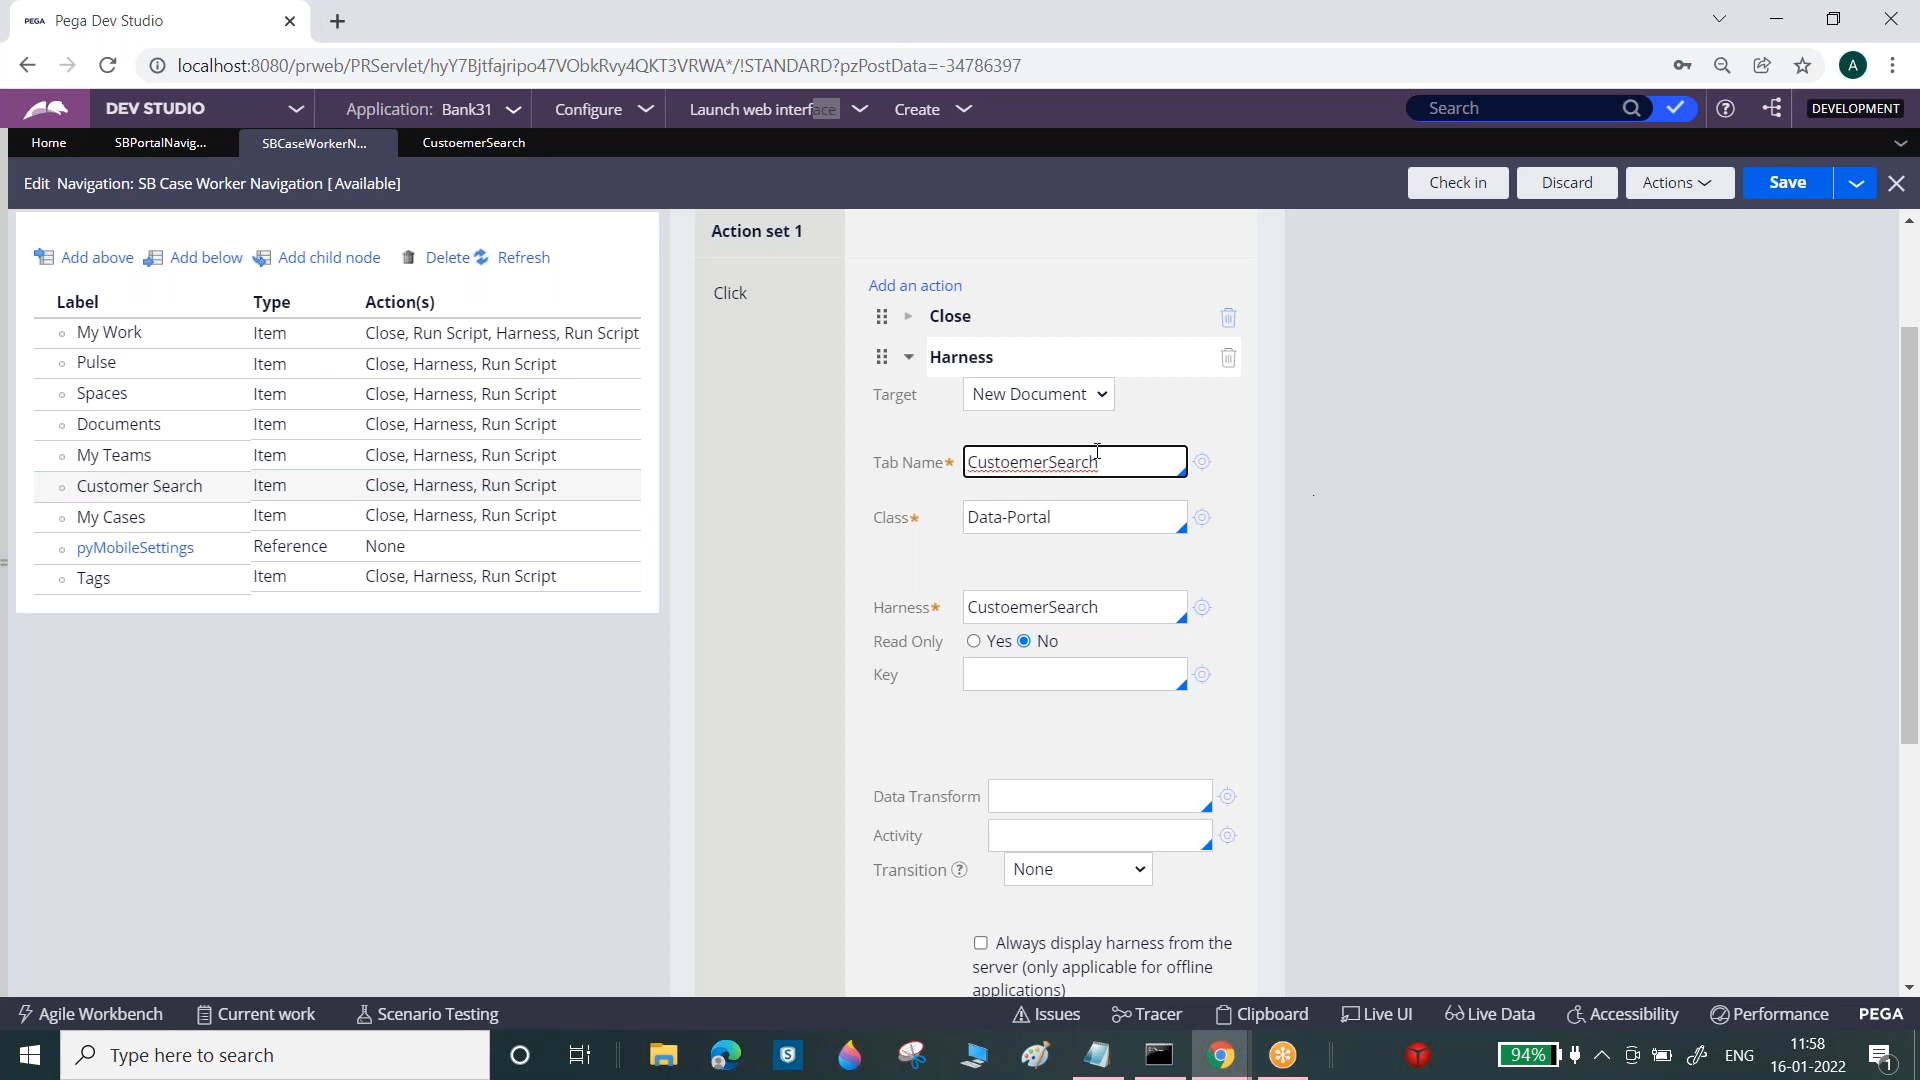 PEGA Pega Dev Studio
localhost:8080/prweb/PRServlet/hyY7Bjtfajripo47VObkRvy4QKT3VRWA*/!STANDARD?pzPostData=-34786397
A
DEV STUDIO
Application: Bank31
Configure
Launch web interface
Create
Search
DEVELOPMENT
Home
SBPortalNavig...
SBCaseWorkerN...
CustoemerSearch
Edit Navigation: SB Case Worker Navigation [Available]
Check in
Discard
Actions
Save
Add above
Add below
Add child node
Delete
Refresh
Label Type Action(s)
My Work Item Close, Run Script, Harness, Run Script
Pulse Item Close, Harness, Run Script
Spaces Item Close, Harness, Run Script
Documents Item Close, Harness, Run Script
My Teams Item Close, Harness, Run Script
Customer Search Item Close, Harness, Run Script
My Cases Item Close, Harness, Run Script
pyMobileSettings Reference None
Tags Item Close, Harness, Run Script
Action set 1
Click
Add an action
Close
Harness
Target New Document
Tab Name* CustoemerSearch
Class* Data-Portal
Harness* CustoemerSearch
Read Only Yes No
Key
Data Transform
Activity
Transition ? None
Always display harness from the
server (only applicable for offline
applications)
Agile Workbench
Current work
Scenario Testing
Issues
Tracer
Clipboard
Live UI
Live Data
Accessibility
Performance
PEGA
Type here to search
94%
ENG
11:58
16-01-2022
1